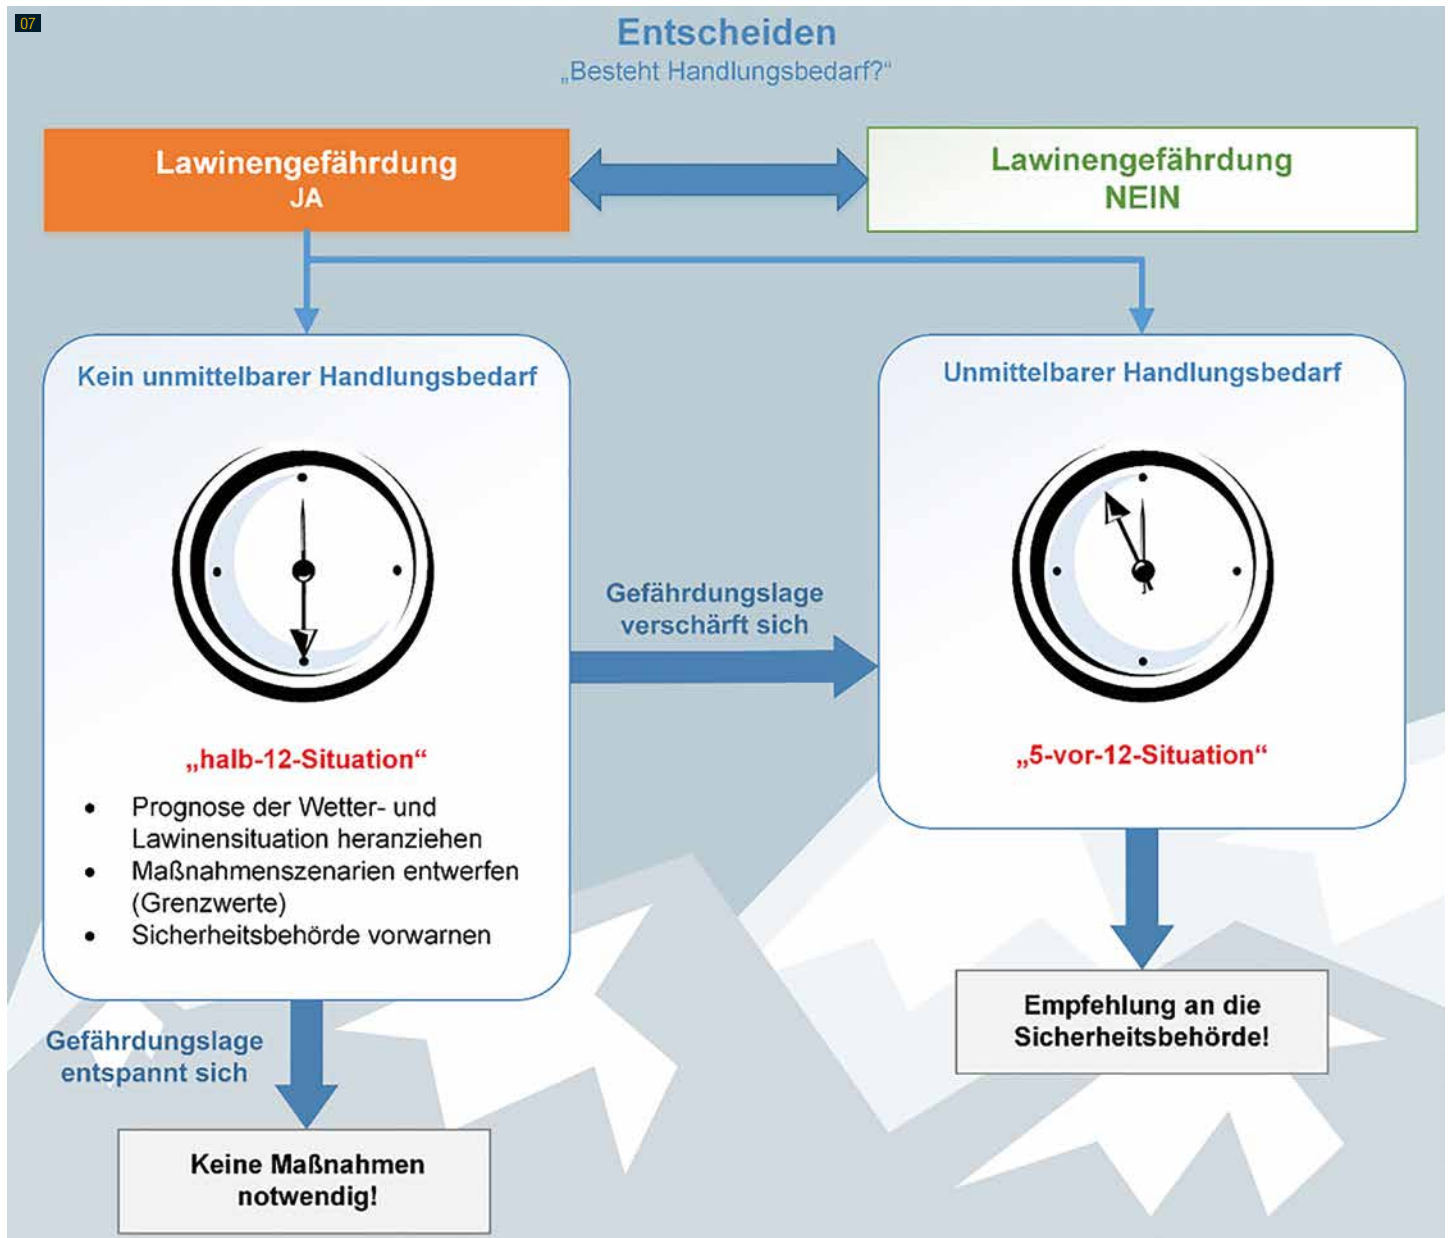 07
Entscheiden
„Besteht Handlungsbedarf?“
Lawinengefährdung
JA
Lawinengefährdung
NEIN
Kein unmittelbarer Handlungsbedarf
„halb-12-Situation“
• Prognose der Wetter- und
Lawinensituation heranziehen
• Maßnahmenszenarien entwerfen
(Grenzwerte)
• Sicherheitsbehörde vorwarnen
Gefährdungslage
verschärft sich
Unmittelbarer Handlungsbedarf
„5-vor-12-Situation“
Gefährdungslage
entspannt sich
Keine Maßnahmen
notwendig!
Empfehlung an die
Sicherheitsbehörde!